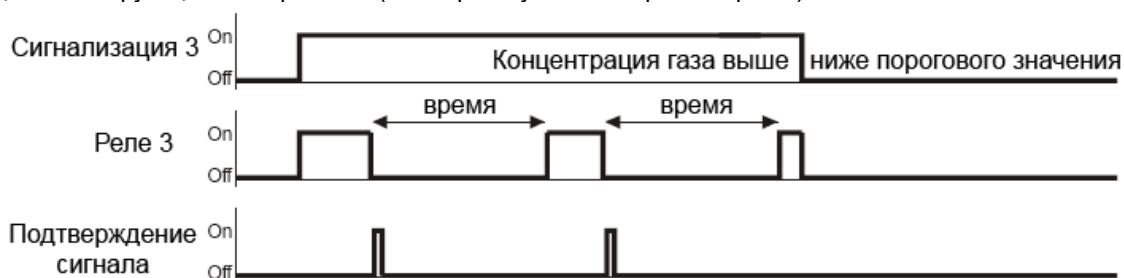 Сигнализация 3
On
Off
Концентрация газа выше
ниже порогового значения
время
время
Реле 3
On
Off
Подтверждение
сигнала
On
Off